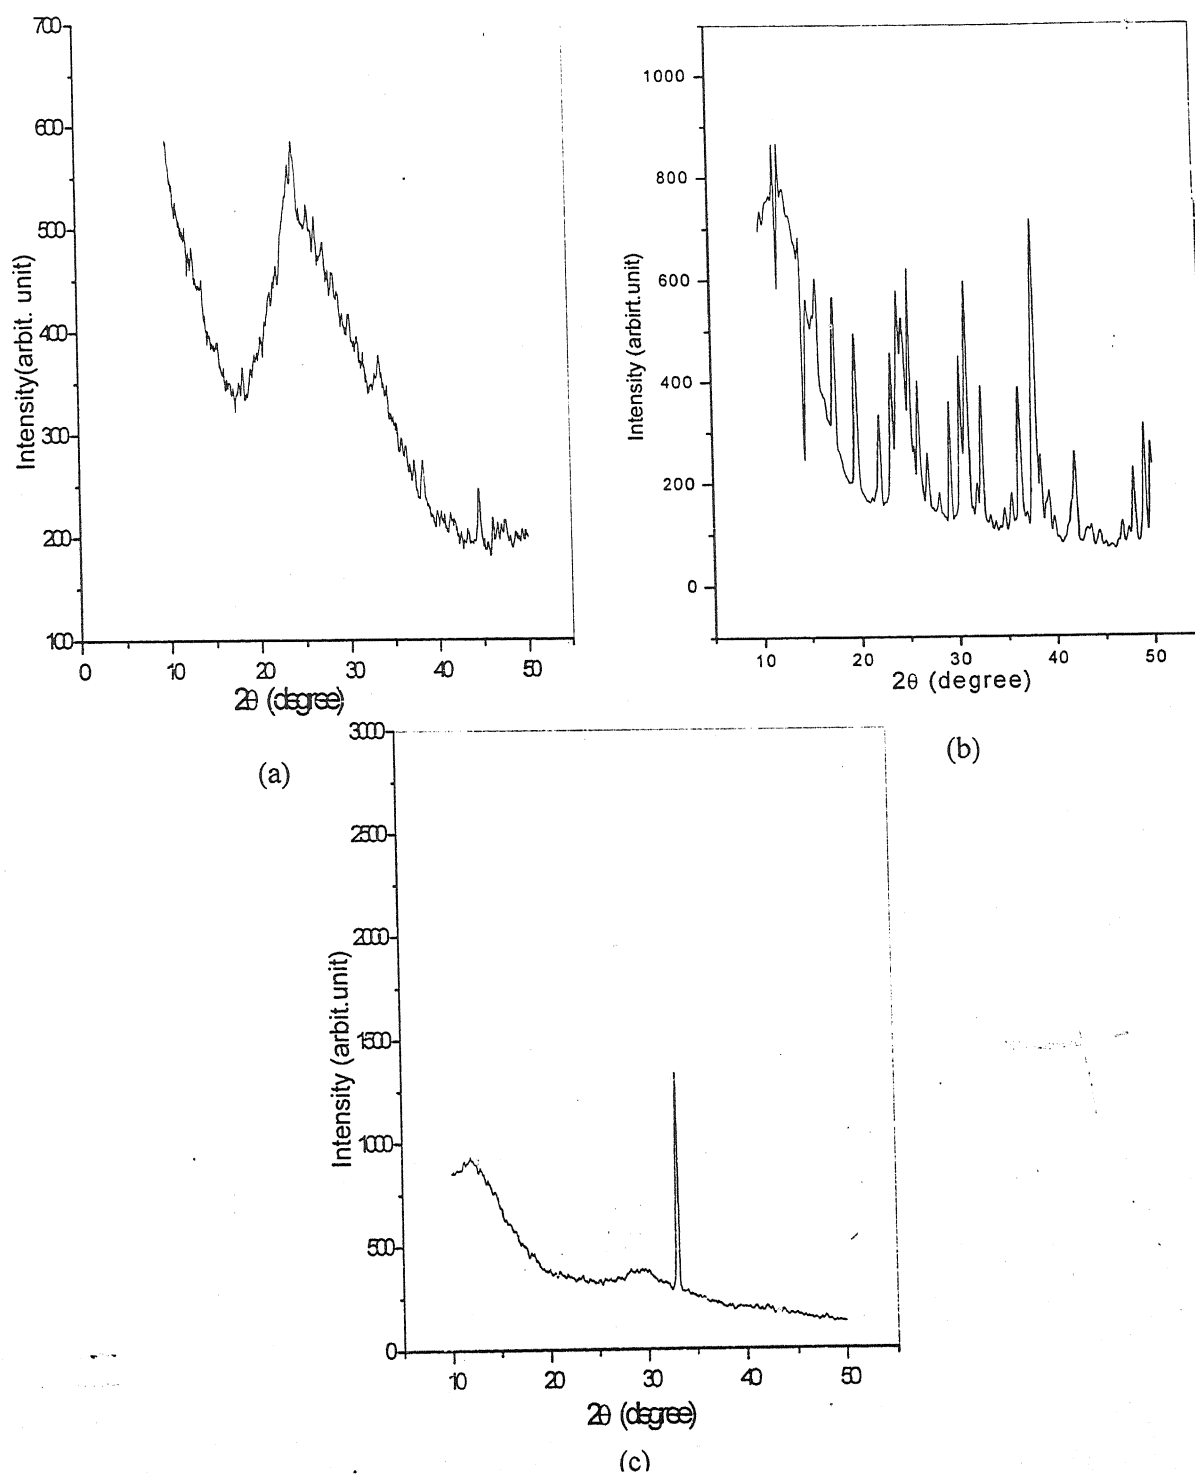 700
600
500
400
300
200
100
Intensity(arbit. unit)
0 10 20 30 40 50
2θ (degree)
(a)
1000
800
600
400
200
0
Intensity (arbirt.unit)
10 20 30 40 50
2θ (degree)
(b)
3000
2500
2000
1500
1000
500
0
Intensity (arbit.unit)
10 20 30 40 50
2θ (degree)
(c)